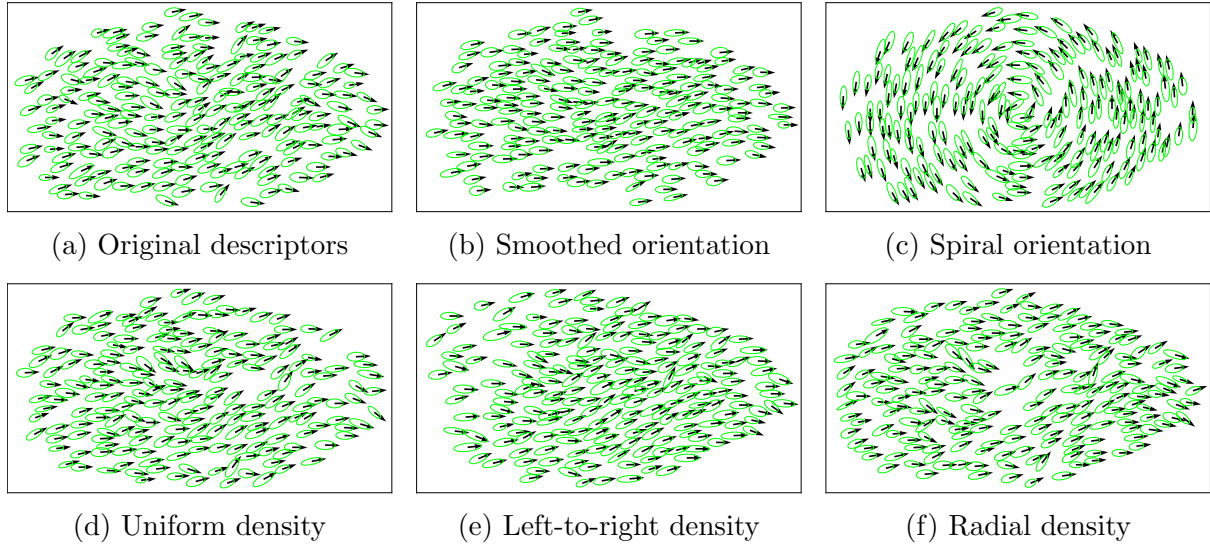 (a) Original descriptors
(b) Smoothed orientation
(c) Spiral orientation
(d) Uniform density
(e) Left-to-right density
(f) Radial density